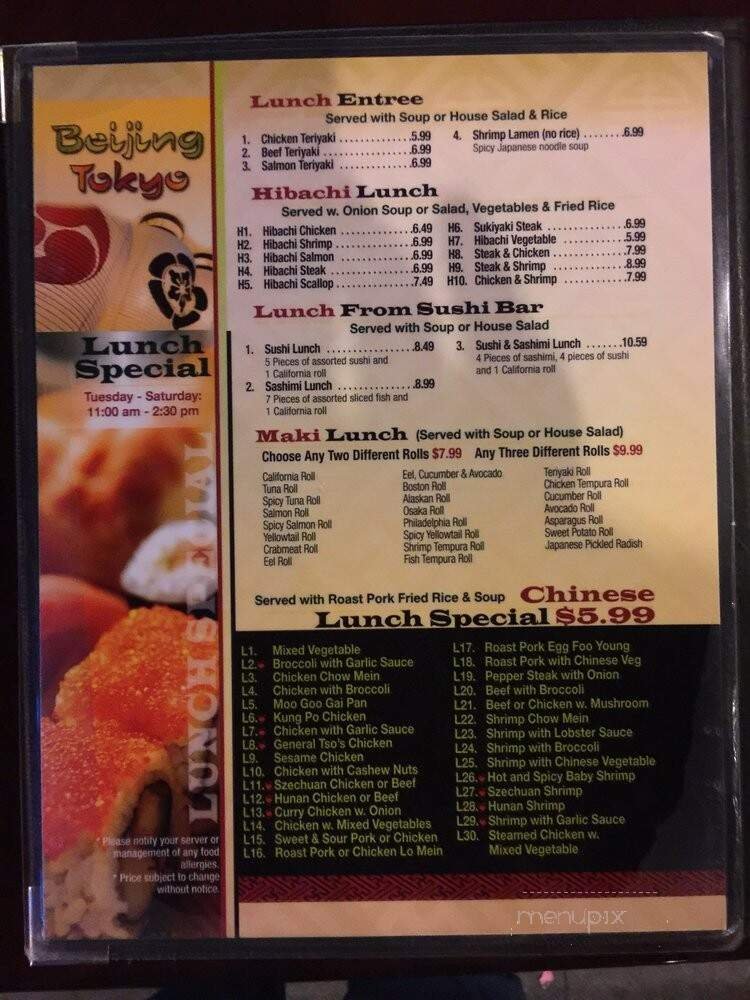 Beijing
Tokyo
Lunch
Special
Tuesday - Saturday:
11:00 am - 2:30 pm
LUNCH SPECIAL
* Please notify your server or
management of any food
allergies.
* Price subject to change
without notice.
Lunch Entree
Served with Soup or House Salad & Rice
1. Chicken Teriyaki ..............5.99
2. Beef Teriyaki ..................6.99
3. Salmon Teriyaki ..............6.99
4. Shrimp Lamen (no rice) ........6.99
Spicy Japanese noodle soup
Hibachi Lunch
Served w. Onion Soup or Salad, Vegetables & Fried Rice
H1. Hibachi Chicken ..............6.49
H2. Hibachi Shrimp ...............6.99
H3. Hibachi Salmon ..............6.99
H4. Hibachi Steak .................6.99
H5. Hibachi Scallop ...............7.49
H6. Sukiyaki Steak ...............6.99
H7. Hibachi Vegetable ............5.99
H8. Steak & Chicken ..............7.99
H9. Steak & Shrimp ...............8.99
H10. Chicken & Shrimp ............7.99
Lunch From Sushi Bar
Served with Soup or House Salad
1. Sushi Lunch .................8.49
5 Pieces of assorted sushi and
1 California roll
2. Sashimi Lunch ...............8.99
7 Pieces of assorted sliced fish and
1 California roll
3. Sushi & Sashimi Lunch .......10.59
4 Pieces of sashimi, 4 pieces of sushi
and 1 California roll
Maki Lunch (Served with Soup or House Salad)
Choose Any Two Different Rolls $7.99 Any Three Different Rolls $9.99
California Roll
Tuna Roll
Spicy Tuna Roll
Salmon Roll
Spicy Salmon Roll
Yellowtail Roll
Crabmeat Roll
Eel Roll
Eel, Cucumber & Avocado
Boston Roll
Alaskan Roll
Osaka Roll
Philadelphia Roll
Spicy Yellowtail Roll
Shrimp Tempura Roll
Fish Tempura Roll
Teriyaki Roll
Chicken Tempura Roll
Cucumber Roll
Avocado Roll
Asparagus Roll
Sweet Potato Roll
Japanese Pickled Radish
Served with Roast Pork Fried Rice & Soup Chinese
Lunch Special $5.99
L1. Mixed Vegetable
L2. Broccoli with Garlic Sauce
L3. Chicken Chow Mein
L4. Chicken with Broccoli
L5. Moo Goo Gai Pan
L6. Kung Po Chicken
L7. Chicken with Garlic Sauce
L8. General Tso's Chicken
L9. Sesame Chicken
L10. Chicken with Cashew Nuts
L11. Szechuan Chicken or Beef
L12. Hunan Chicken or Beef
L13. Curry Chicken w. Onion
L14. Chicken w. Mixed Vegetables
L15. Sweet & Sour Pork or Chicken
L16. Roast Pork or Chicken Lo Mein
L17. Roast Pork Egg Foo Young
L18. Roast Pork with Chinese Veg
L19. Pepper Steak with Onion
L20. Beef with Broccoli
L21. Beef or Chicken w. Mushroom
L22. Shrimp Chow Mein
L23. Shrimp with Lobster Sauce
L24. Shrimp with Broccoli
L25. Shrimp with Chinese Vegetable
L26. Hot and Spicy Baby Shrimp
L27. Szechuan Shrimp
L28. Hunan Shrimp
L29. Shrimp with Garlic Sauce
L30. Steamed Chicken w.
Mixed Vegetable
menupix